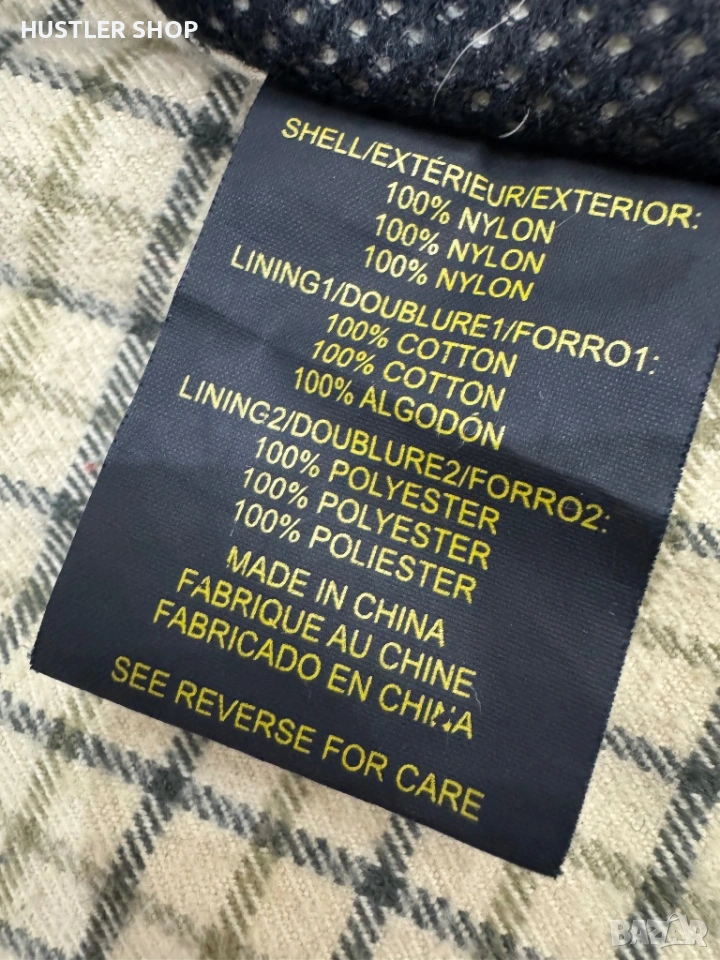 HUSTLER SHOP
SHELL/EXTÉRIEUR/EXTERIOR:
100% NYLON
100% NYLON
100% NYLON
LINING1/DOUBLURE1/FORRO1:
100% COTTON
100% COTTON
100% ALGODÓN
LINING2/DOUBLURE2/FORRO2:
100% POLYESTER
100% POLYESTER
100% POLIESTER
MADE IN CHINA
FABRIQUE AU CHINE
FABRICADO EN CHINA
SEE REVERSE FOR CARE
BAZAR